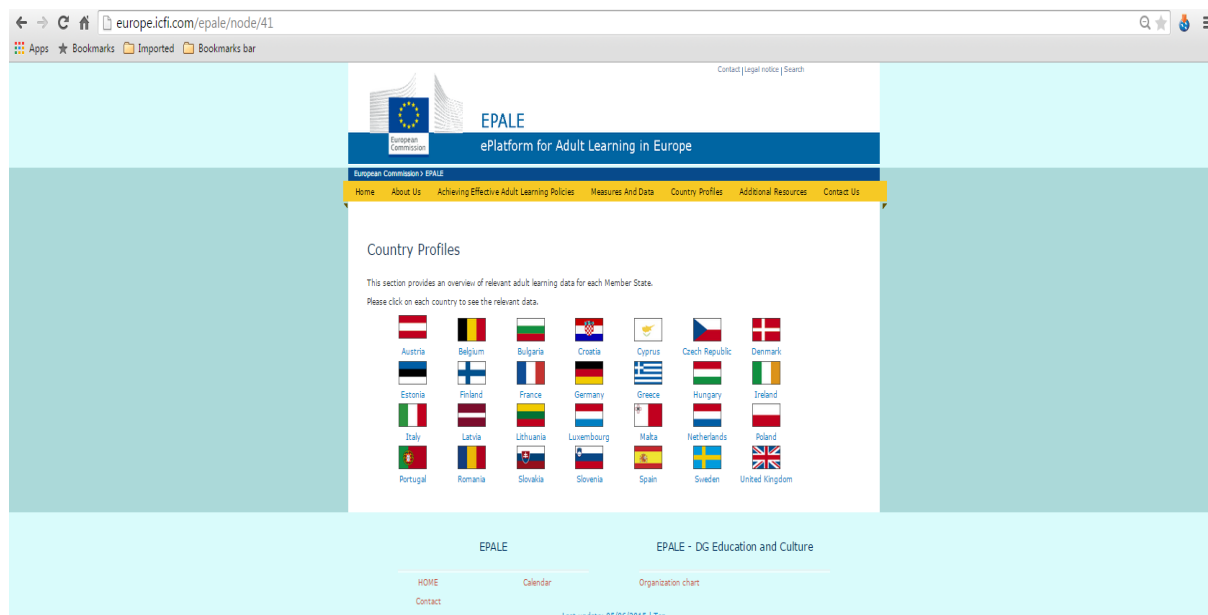 europe.icfi.com/epale/node/41
Apps Bookmarks Imported Bookmarks bar
Contact | Legal notice | Search
EPALE
European
Commission
ePlatform for Adult Learning in Europe
European Commission > EPALE
Home About Us Achieving Effective Adult Learning Policies Measures And Data Country Profiles Additional Resources Contact Us
Country Profiles
This section provides an overview of relevant adult learning data for each Member State.
Please click on each country to see the relevant data.
Austria Belgium Bulgaria Croatia Cyprus Czech Republic Denmark
Estonia Finland France Germany Greece Hungary Ireland
Italy Latvia Lithuania Luxembourg Malta Netherlands Poland
Portugal Romania Slovakia Slovenia Spain Sweden United Kingdom
EPALE EPALE - DG Education and Culture
HOME Calendar Organization chart
Contact